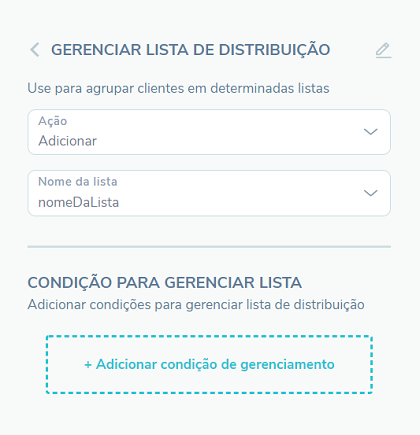 GERENCIAR LISTA DE DISTRIBUIÇÃO
Use para agrupar clientes em determinadas listas
Ação
Adicionar
Nome da lista
nomeDaLista
CONDIÇÃO PARA GERENCIAR LISTA
Adicionar condições para gerenciar lista de distribuição
+ Adicionar condição de gerenciamento